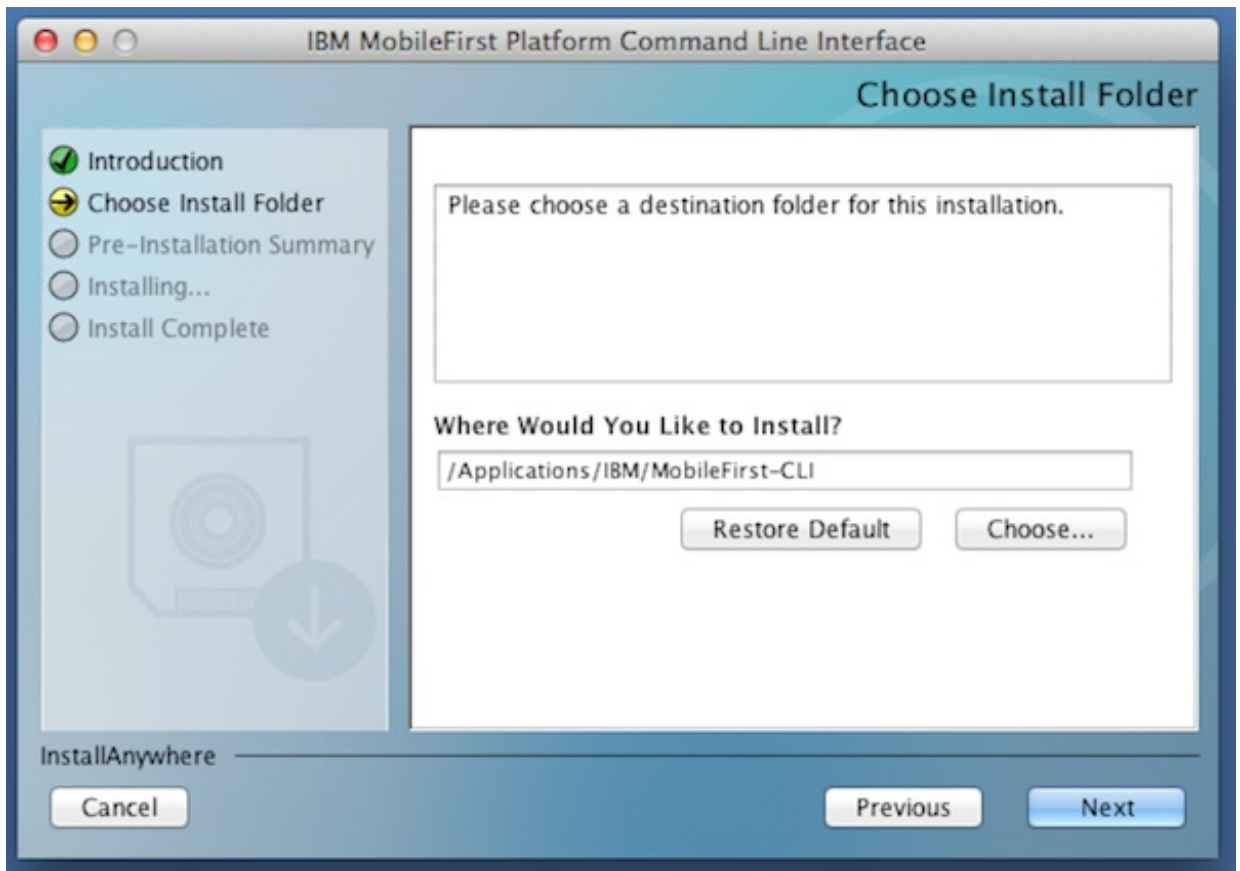 IBM MobileFirst Platform Command Line Interface
Choose Install Folder
Introduction
Choose Install Folder
Pre-Installation Summary
Installing...
Install Complete
Please choose a destination folder for this installation.
Where Would You Like to Install?
/Applications/IBM/MobileFirst-CLI
Restore Default
Choose...
InstallAnywhere
Cancel
Previous
Next